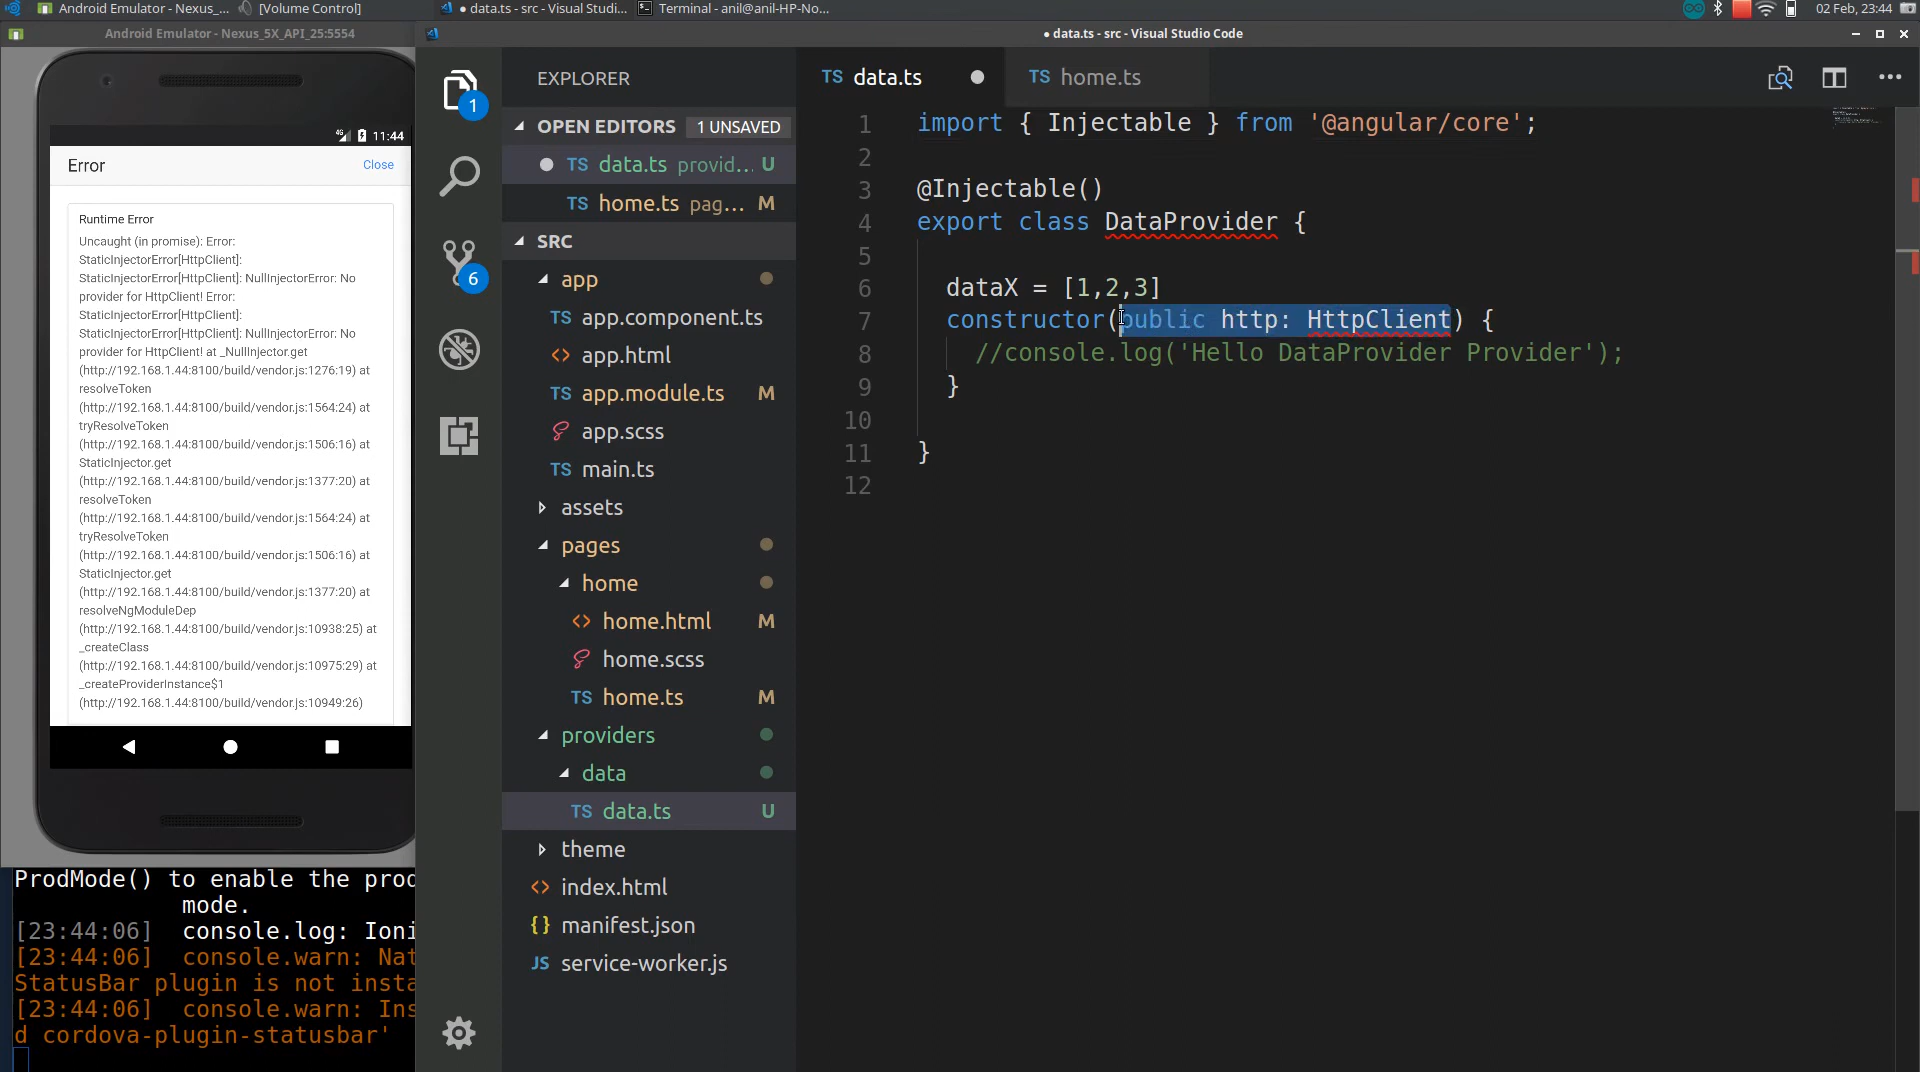 Android Emulator - Nexus_... [Volume Control] ● data.ts - src - Visual Studi... Terminal - anil@anil-HP-No... 02 Feb, 23:44
Android Emulator - Nexus_5X_API_25:5554
● data.ts - src - Visual Studio Code
4G 11:44
Error Close
Runtime Error
Uncaught (in promise): Error:
StaticInjectorError[HttpClient]:
StaticInjectorError[HttpClient]: NullInjectorError: No
provider for HttpClient! Error:
StaticInjectorError[HttpClient]:
StaticInjectorError[HttpClient]: NullInjectorError: No
provider for HttpClient! at _NullInjector.get
(http://192.168.1.44:8100/build/vendor.js:1276:19) at
resolveToken
(http://192.168.1.44:8100/build/vendor.js:1564:24) at
tryResolveToken
(http://192.168.1.44:8100/build/vendor.js:1506:16) at
StaticInjector.get
(http://192.168.1.44:8100/build/vendor.js:1377:20) at
resolveToken
(http://192.168.1.44:8100/build/vendor.js:1564:24) at
tryResolveToken
(http://192.168.1.44:8100/build/vendor.js:1506:16) at
StaticInjector.get
(http://192.168.1.44:8100/build/vendor.js:1377:20) at
resolveNgModuleDep
(http://192.168.1.44:8100/build/vendor.js:10938:25) at
_createClass
(http://192.168.1.44:8100/build/vendor.js:10975:29) at
_createProviderInstance$1
(http://192.168.1.44:8100/build/vendor.js:10949:26)
ProdMode() to enable the prod
mode.
[23:44:06] console.log: Ioni
[23:44:06] console.warn: Nat
StatusBar plugin is not insta
[23:44:06] console.warn: Ins
d cordova-plugin-statusbar'
1
6
EXPLORER
OPEN EDITORS 1 UNSAVED
TS data.ts provid... U
TS home.ts pag... M
SRC
app
TS app.component.ts
<> app.html
TS app.module.ts M
app.scss
TS main.ts
assets
pages
home
<> home.html M
home.scss
TS home.ts M
providers
data
TS data.ts U
theme
<> index.html
{ } manifest.json
JS service-worker.js
TS data.ts TS home.ts
1 import { Injectable } from '@angular/core';
2
3 @Injectable()
4 export class DataProvider {
5
6 dataX = [1,2,3]
7 constructor(public http: HttpClient) {
8 //console.log('Hello DataProvider Provider');
9 }
10
11 }
12